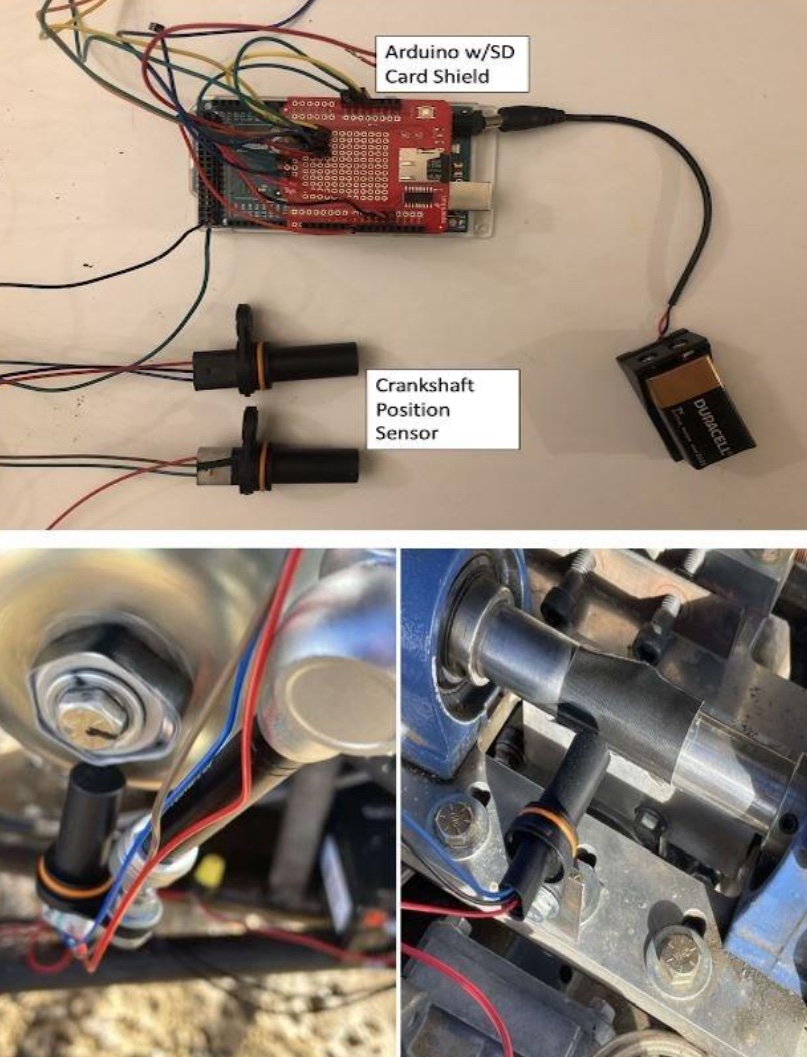 Arduino w/SD
Card Shield
Crankshaft
Position
Sensor
DURACELL